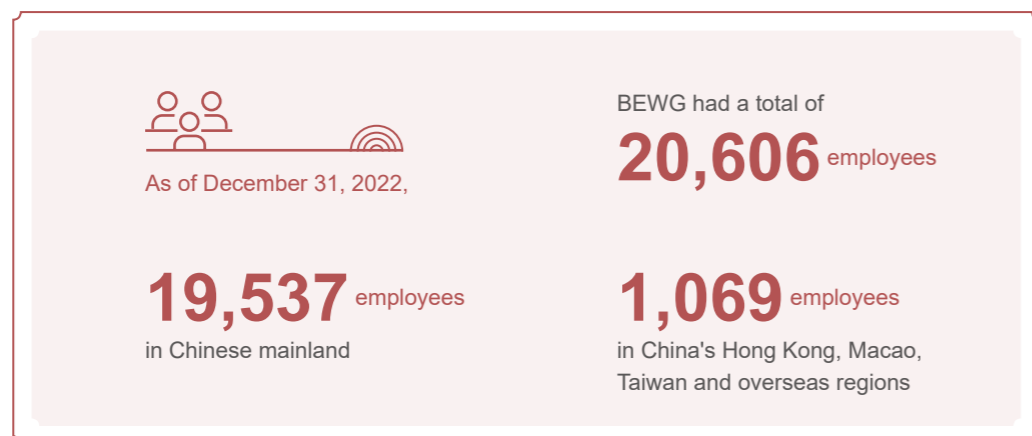 As of December 31, 2022,
BEWG had a total of
20,606 employees
19,537 employees
in Chinese mainland
1,069 employees
in China's Hong Kong, Macao,
Taiwan and overseas regions